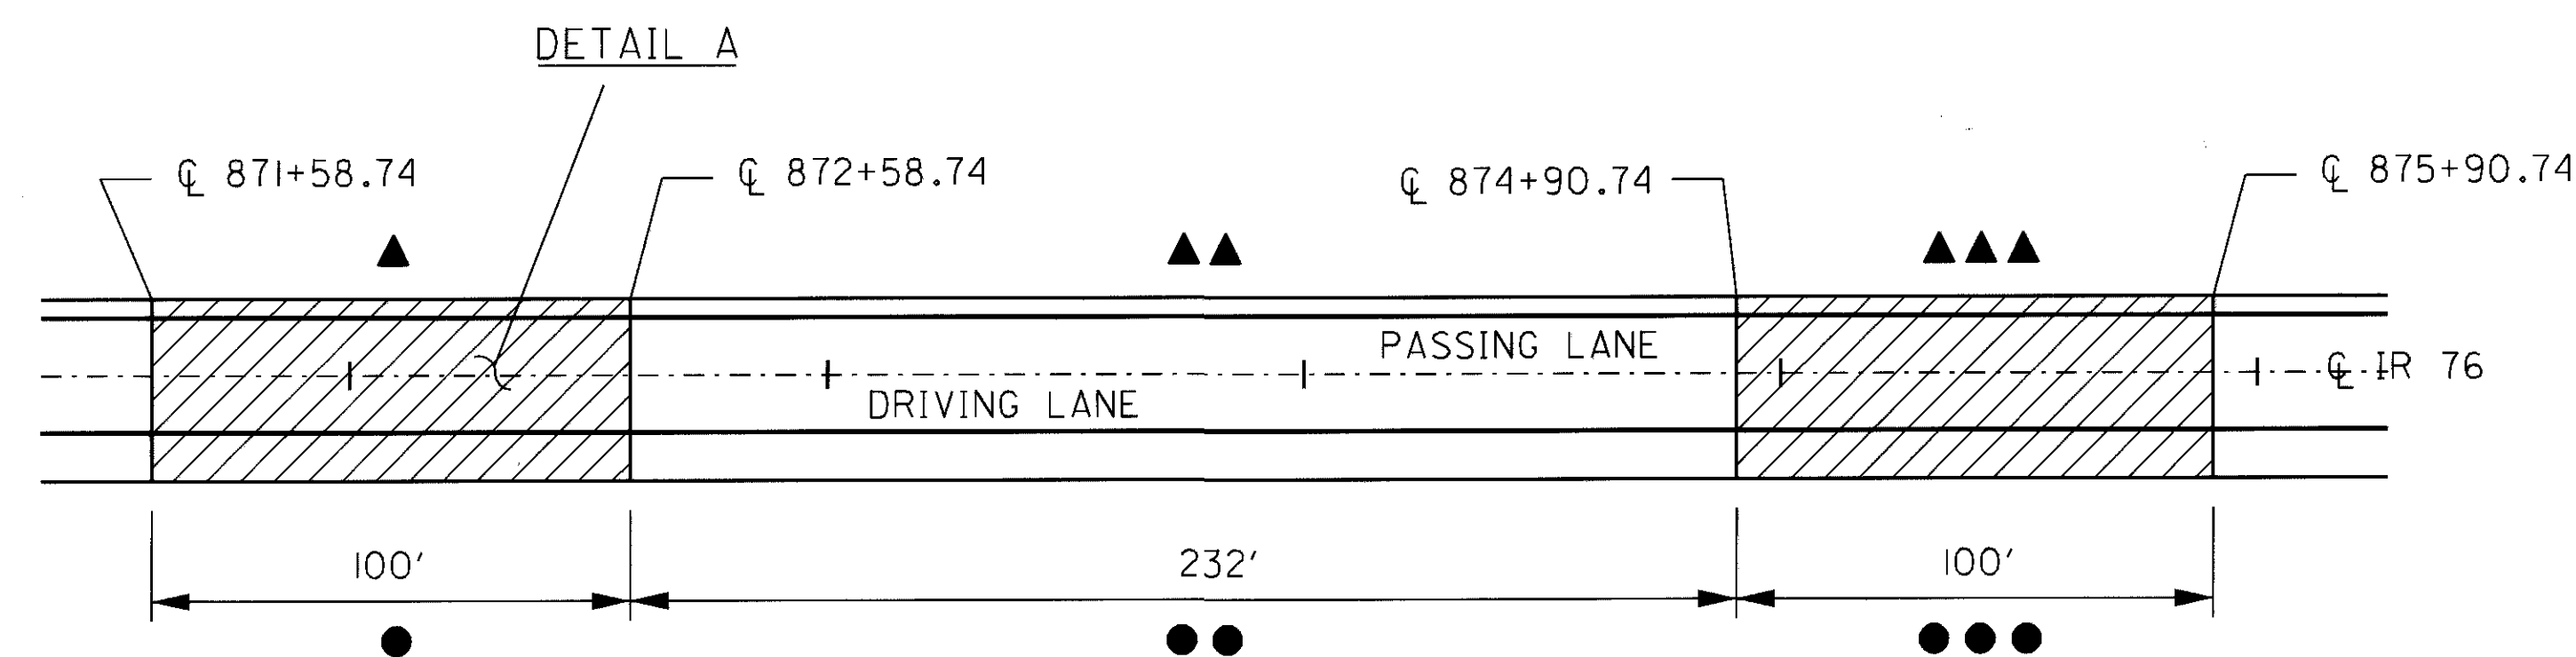 DETAIL A
℄ 871+58.74
℄ 872+58.74
℄ 874+90.74
℄ 875+90.74
PASSING LANE
℄ IR 76
DRIVING LANE
100'
232'
100'